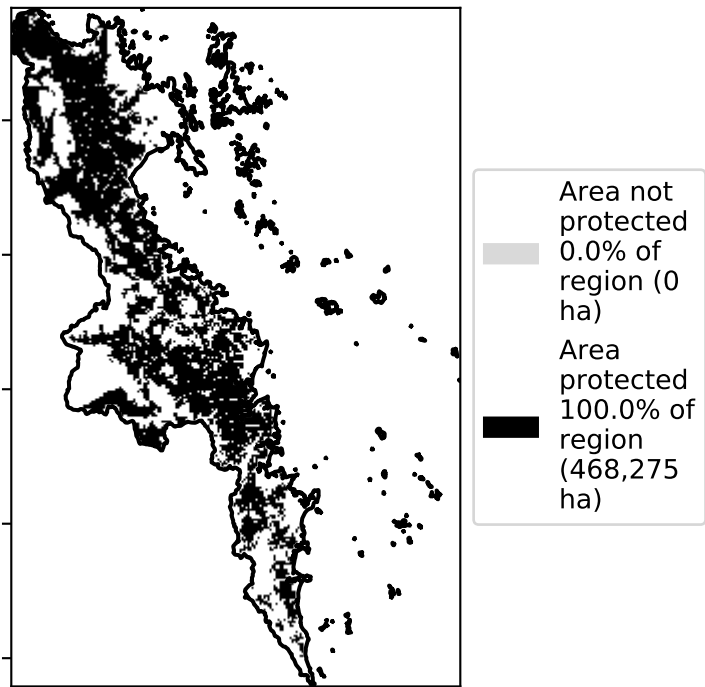 Area not
protected
0.0% of
region (0
ha)
Area
protected
100.0% of
region
(468,275
ha)